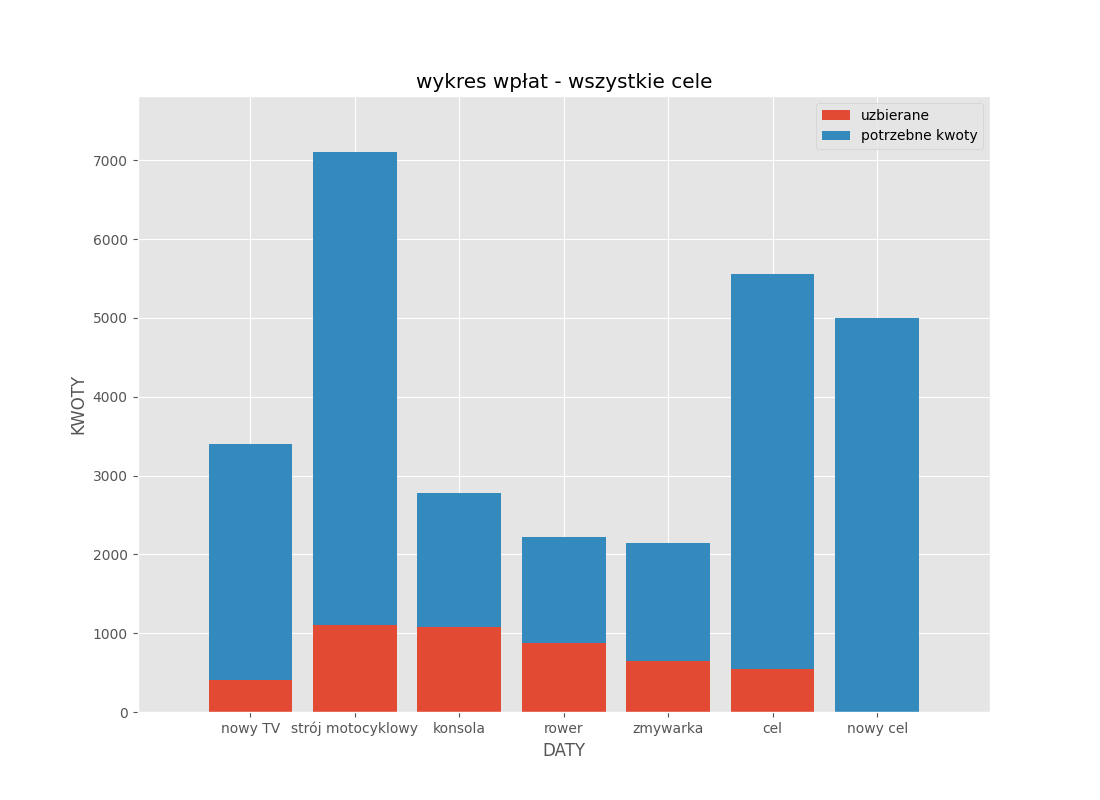 wykres wpłat - wszystkie cele
uzbierane
potrzebne kwoty
KWOTY
7000
6000
5000
4000
3000
2000
1000
0
nowy TV strój motocyklowy konsola rower zmywarka cel nowy cel
DATY